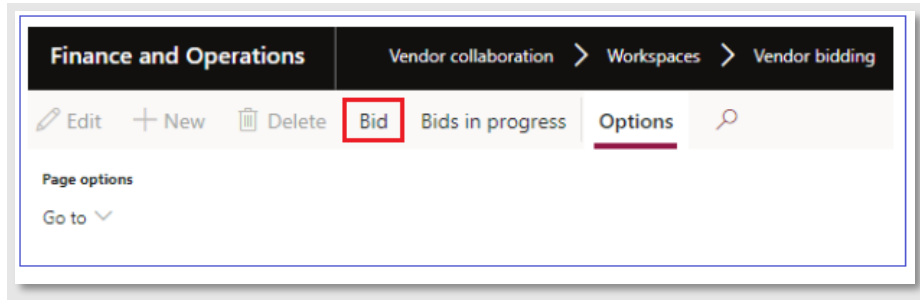 Finance and Operations Vendor collaboration > Workspaces > Vendor bidding
Edit + New Delete Bid Bids in progress Options
Page options
Go to